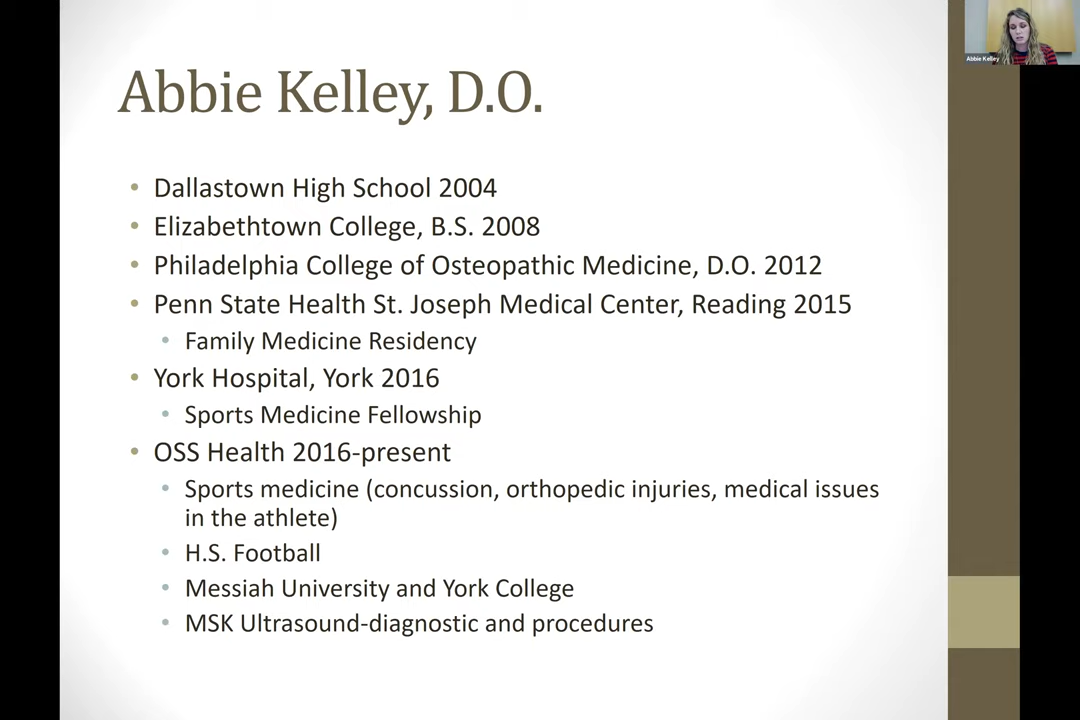 Abbie Kelley, D.O.
Abbie Kelley
• Dallastown High School 2004
• Elizabethtown College, B.S. 2008
• Philadelphia College of Osteopathic Medicine, D.O. 2012
• Penn State Health St. Joseph Medical Center, Reading 2015
• Family Medicine Residency
• York Hospital, York 2016
• Sports Medicine Fellowship
• OSS Health 2016-present
• Sports medicine (concussion, orthopedic injuries, medical issues
in the athlete)
• H.S. Football
• Messiah University and York College
• MSK Ultrasound-diagnostic and procedures